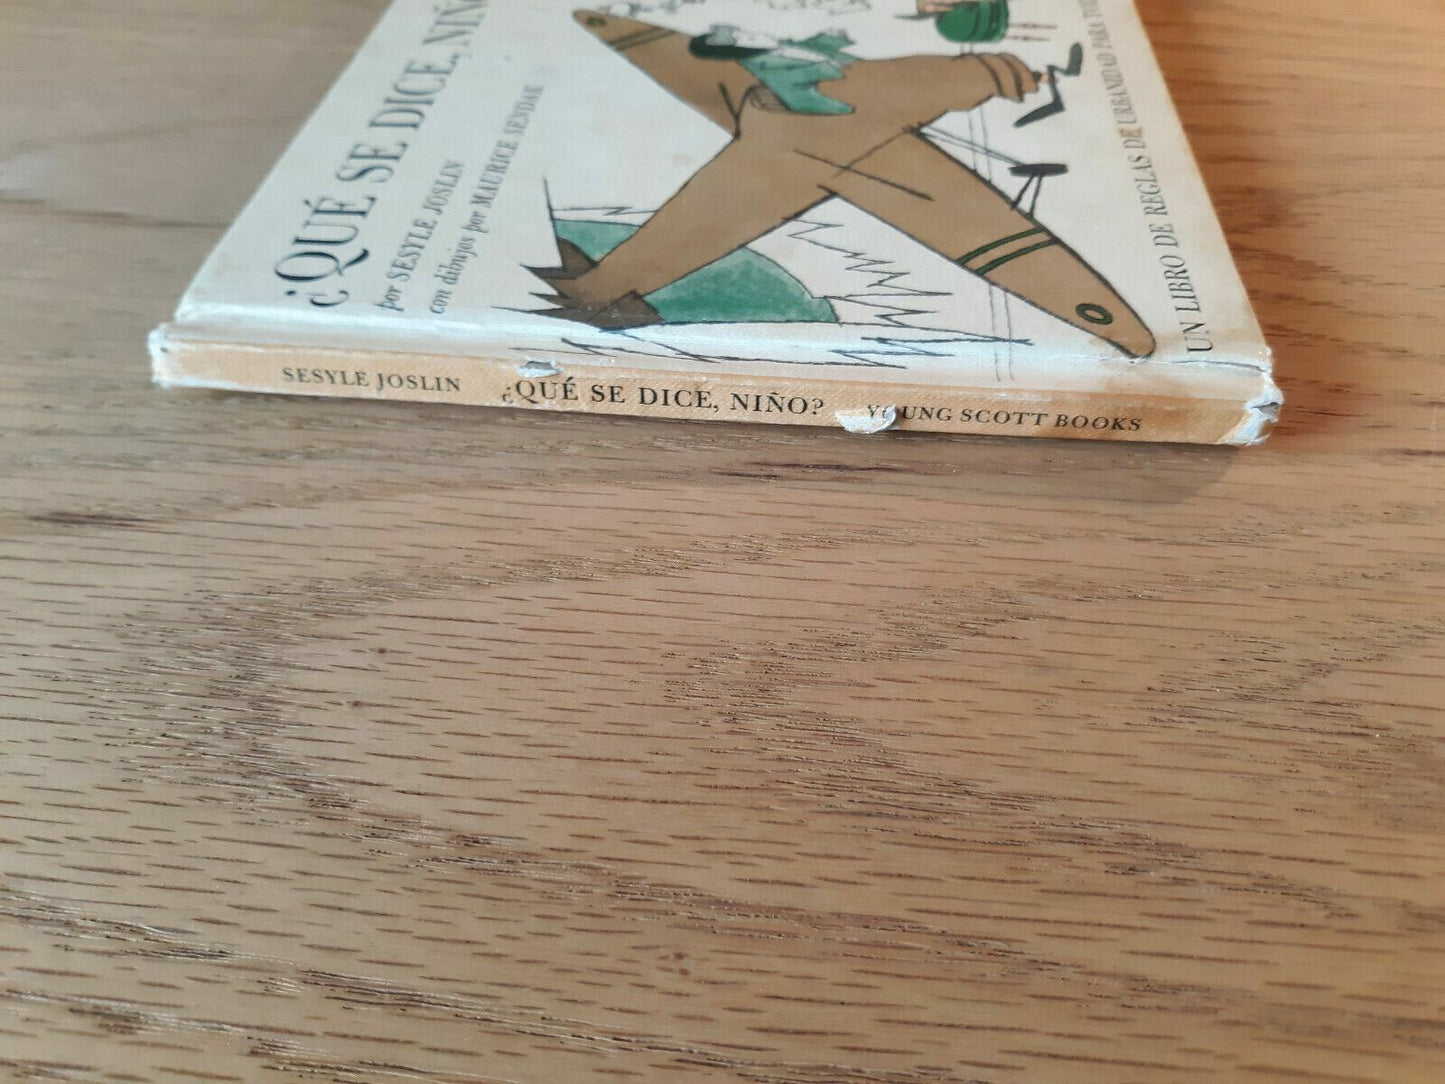 ¿QUÉ SE DICE, NIÑ
por SESYLE JOSLIN
con dibujos por MAURICE SENDAK
UN LIBRO DE REGLAS DE URBANIDAD PARA
SESYLE JOSLIN ¿QUÉ SE DICE, NIÑO? YOUNG SCOTT BOOKS